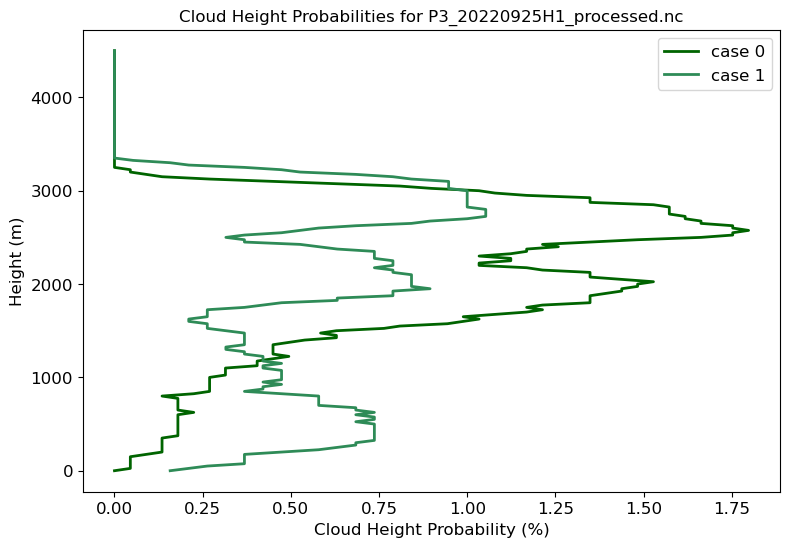 Cloud Height Probabilities for P3_20220925H1_processed.nc
case 0
case 1
Height (m)
4000
3000
2000
1000
0
0.00 0.25 0.50 0.75 1.00 1.25 1.50 1.75
Cloud Height Probability (%)